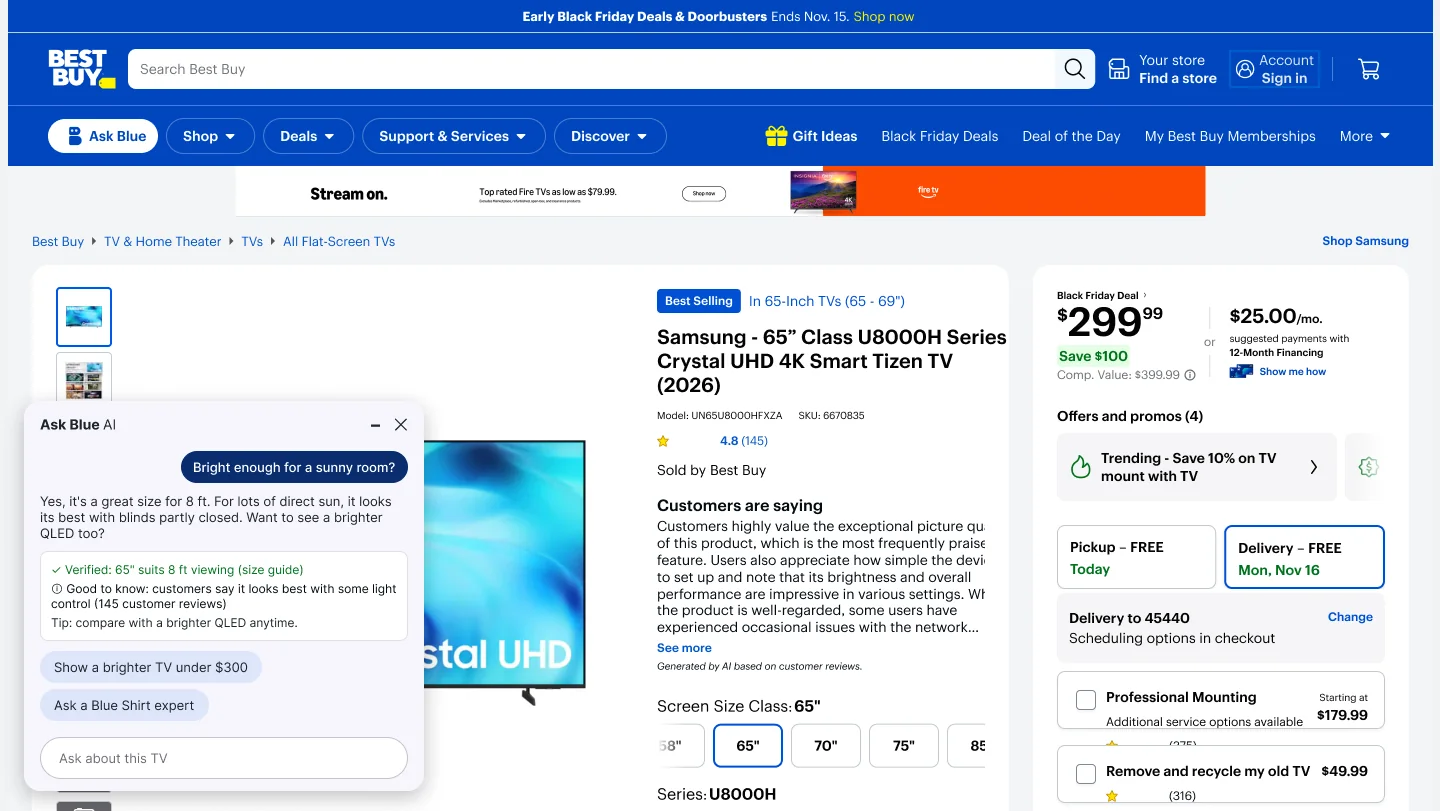 Early Black Friday Deals & Doorbusters Ends Nov. 15. Shop now
BEST BUY
Search Best Buy
Your store
Find a store
Account
Sign in
Ask Blue
Shop
Deals
Support & Services
Discover
Gift Ideas
Black Friday Deals
Deal of the Day
My Best Buy Memberships
More
Stream on.
Top rated Fire TVs as low as $79.99.
Shop now
fire tv
Best Buy
TV & Home Theater
TVs
All Flat-Screen TVs
Shop Samsung
Best Selling In 65-Inch TVs (65 - 69")
Samsung - 65” Class U8000H Series
Crystal UHD 4K Smart Tizen TV
(2026)
Model: UN65U8000HFXZA SKU: 6670835
4.8 (145)
Sold by Best Buy
Customers are saying
Customers highly value the exceptional picture qu
of this product, which is the most frequently praise
feature. Users also appreciate how simple the devi
to set up and note that its brightness and overall
performance are impressive in various settings. Wh
the product is well-regarded, some users have
experienced occasional issues with the network...
See more
Generated by AI based on customer reviews.
Screen Size Class: 65"
58"
65"
70"
75"
85
Series: U8000H
Black Friday Deal
$299.99
Save $100
Comp. Value: $399.99
or
$25.00/mo.
suggested payments with
12-Month Financing
Show me how
Offers and promos (4)
Trending - Save 10% on TV
mount with TV
Pickup – FREE
Today
Delivery – FREE
Mon, Nov 16
Delivery to 45440
Change
Scheduling options in checkout
Professional Mounting
Starting at
$179.99
Additional service options available
Remove and recycle my old TV $49.99
(316)
Ask Blue AI
Bright enough for a sunny room?
Yes, it's a great size for 8 ft. For lots of direct sun, it looks
its best with blinds partly closed. Want to see a brighter
QLED too?
✓ Verified: 65" suits 8 ft viewing (size guide)
ⓘ Good to know: customers say it looks best with some light
control (145 customer reviews)
Tip: compare with a brighter QLED anytime.
Show a brighter TV under $300
Ask a Blue Shirt expert
Ask about this TV
stal UHD